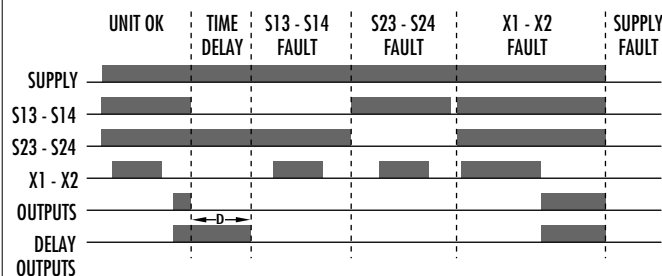 UNIT OK
TIME DELAY
S13 - S14 FAULT
S23 - S24 FAULT
X1 - X2 FAULT
SUPPLY FAULT
SUPPLY
S13 - S14
S23 - S24
X1 - X2
OUTPUTS
D
DELAY
OUTPUTS